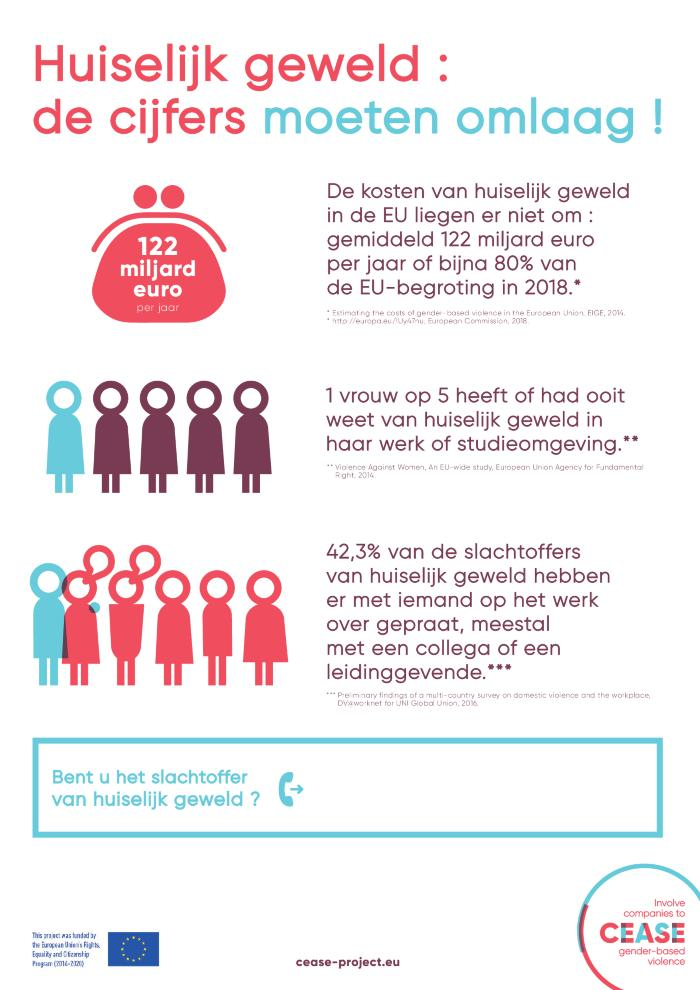 Huiselijk geweld :
de cijfers moeten omlaag !
122
miljard
euro
per jaar
De kosten van huiselijk geweld
in de EU liegen er niet om :
gemiddeld 122 miljard euro
per jaar of bijna 80% van
de EU-begroting in 2018.*
* Estimating the costs of gender-based violence in the European Union, EIGE, 2014.
European Commission, 2018.
1 vrouw op 5 heeft of had ooit
weet van huiselijk geweld in
haar werk of studieomgeving.**
** Violence Against Women, An EU-wide study, European Union Agency for Fundamental
Right, 2014.
42,3% van de slachtoffers
van huiselijk geweld hebben
er met iemand op het werk
over gepraat, meestal
met een collega of een
leidinggevende.***
*** Preliminary findings of a multi-country survey on domestic violence and the workplace,
DV@worknet for UNI Global Union, 2016.
Bent u het slachtoffer
van huiselijk geweld ?
This project was funded by
the European Union's Rights,
Equality and Citizenship
Program (2014-2020)
cease-project.eu
Involve
companies to
CEASE
gender-based
violence